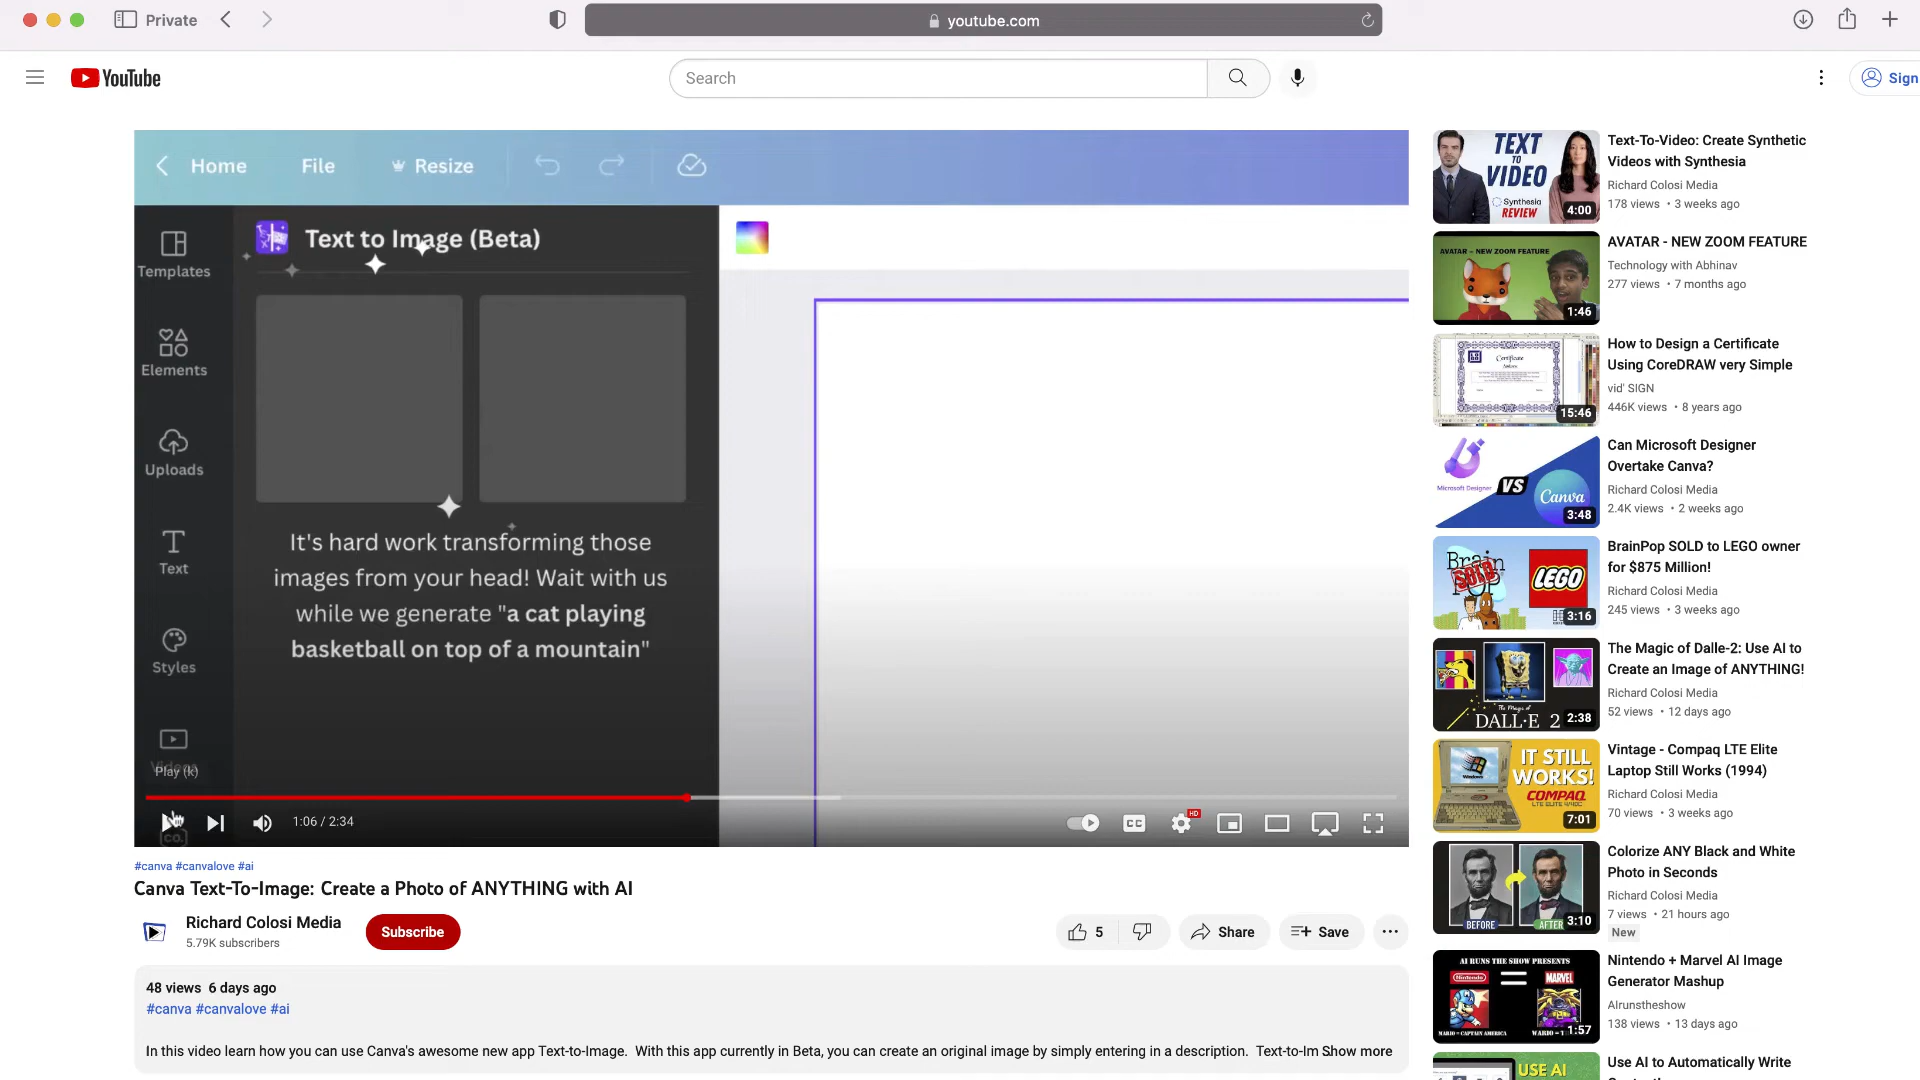 Private
youtube.com
YouTube
Search
Sign
Home File Resize
Text to Image (Beta)
Templates
Elements
Uploads
Text
Styles
Videos
It's hard work transforming those
images from your head! Wait with us
while we generate "a cat playing
basketball on top of a mountain"
Play (k)
1:06 / 2:34
CC
HD
#canva #canvalove #ai
Canva Text-To-Image: Create a Photo of ANYTHING with AI
Richard Colosi Media
5.79K subscribers
Subscribe
5
Share
Save
48 views 6 days ago
#canva #canvalove #ai
In this video learn how you can use Canva's awesome new app Text-to-Image. With this app currently in Beta, you can create an original image by simply entering in a description. Text-to-Im Show more
TEXT
TO
VIDEO
Synthesia
REVIEW
4:00
Text-To-Video: Create Synthetic
Videos with Synthesia
Richard Colosi Media
178 views • 3 weeks ago
AVATAR - NEW ZOOM FEATURE
1:46
AVATAR - NEW ZOOM FEATURE
Technology with Abhinav
277 views • 7 months ago
Certificate
15:46
How to Design a Certificate
Using CoreDRAW very Simple
vid' SIGN
446K views • 8 years ago
Microsoft Designer
VS
Canva
3:48
Can Microsoft Designer
Overtake Canva?
Richard Colosi Media
2.4K views • 2 weeks ago
Brain
POP
SOLD
LEGO
3:16
BrainPop SOLD to LEGO owner
for $875 Million!
Richard Colosi Media
245 views • 3 weeks ago
The Magic of
DALL·E 2
2:38
The Magic of Dalle-2: Use AI to
Create an Image of ANYTHING!
Richard Colosi Media
52 views • 12 days ago
IT STILL
WORKS!
COMPAQ
LTE ELITE 4/40C
7:01
Vintage - Compaq LTE Elite
Laptop Still Works (1994)
Richard Colosi Media
70 views • 3 weeks ago
BEFORE
AFTER
3:10
Colorize ANY Black and White
Photo in Seconds
Richard Colosi Media
7 views • 21 hours ago
New
AI RUNS THE SHOW PRESENTS
Nintendo
MARVEL
MARIO = CAPTAIN AMERICA
WARIO =
1:57
Nintendo + Marvel AI Image
Generator Mashup
AIrunstheshow
138 views • 13 days ago
USE AI
Use AI to Automatically Write